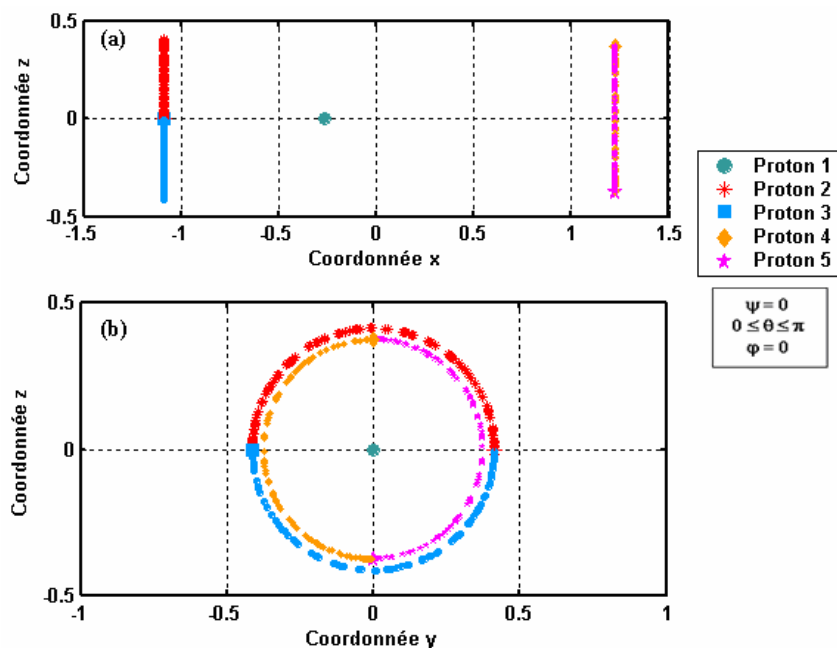 (a)
Coordonnée z
0.5
0
-0.5
-1.5
-1
-0.5
0
0.5
1
1.5
Coordonnée x
Proton 1
Proton 2
Proton 3
Proton 4
Proton 5
ψ = 0
0 ≤ θ ≤ π
φ = 0
(b)
Coordonnée z
0.5
0
-0.5
-1
-0.5
0
0.5
1
Coordonnée y